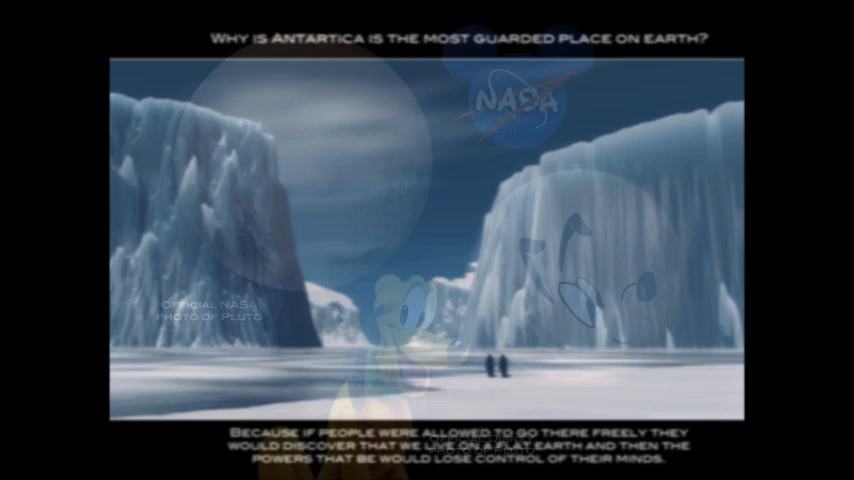 Why is Antartica is the most guarded place on Earth?
NASA
Official NASA
photo of Pluto
Because if people were allowed to go there freely they
would discover that we live on a flat Earth and then the
powers that be would lose control of their minds.